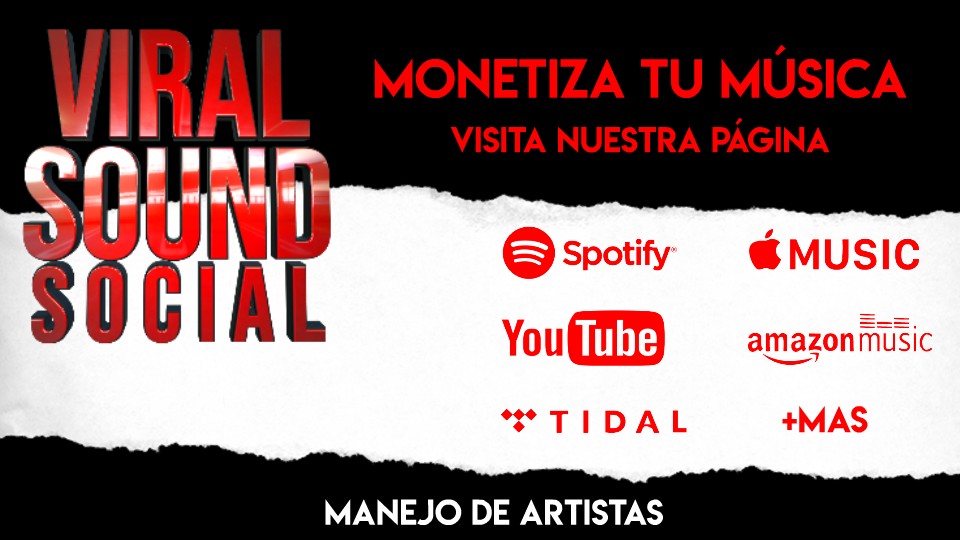 VIRAL
SOUND
SOCIAL
MONETIZA TU MÚSICA
VISITA NUESTRA PÁGINA
Spotify®
MUSIC
YouTube
amazon music
TIDAL
+MAS
MANEJO DE ARTISTAS